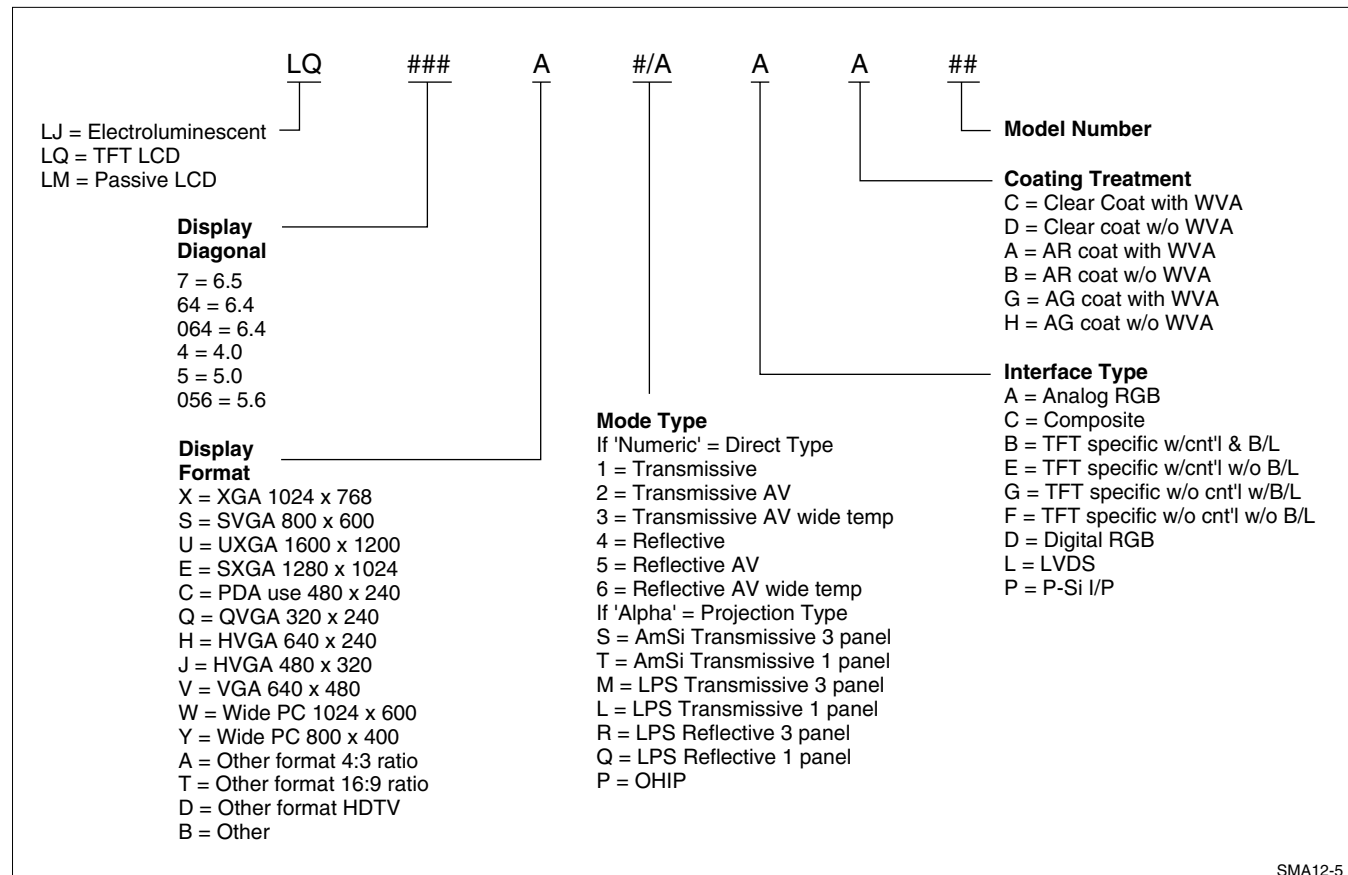 LQ ### A #/A A A ##
LJ = Electroluminescent
LQ = TFT LCD
LM = Passive LCD
Display
Diagonal
7 = 6.5
64 = 6.4
064 = 6.4
4 = 4.0
5 = 5.0
056 = 5.6
Display
Format
X = XGA 1024 x 768
S = SVGA 800 x 600
U = UXGA 1600 x 1200
E = SXGA 1280 x 1024
C = PDA use 480 x 240
Q = QVGA 320 x 240
H = HVGA 640 x 240
J = HVGA 480 x 320
V = VGA 640 x 480
W = Wide PC 1024 x 600
Y = Wide PC 800 x 400
A = Other format 4:3 ratio
T = Other format 16:9 ratio
D = Other format HDTV
B = Other
Mode Type
If 'Numeric' = Direct Type
1 = Transmissive
2 = Transmissive AV
3 = Transmissive AV wide temp
4 = Reflective
5 = Reflective AV
6 = Reflective AV wide temp
If 'Alpha' = Projection Type
S = AmSi Transmissive 3 panel
T = AmSi Transmissive 1 panel
M = LPS Transmissive 3 panel
L = LPS Transmissive 1 panel
R = LPS Reflective 3 panel
Q = LPS Reflective 1 panel
P = OHIP
Model Number
Coating Treatment
C = Clear Coat with WVA
D = Clear coat w/o WVA
A = AR coat with WVA
B = AR coat w/o WVA
G = AG coat with WVA
H = AG coat w/o WVA
Interface Type
A = Analog RGB
C = Composite
B = TFT specific w/cnt'l & B/L
E = TFT specific w/cnt'l w/o B/L
G = TFT specific w/o cnt'l w/B/L
F = TFT specific w/o cnt'l w/o B/L
D = Digital RGB
L = LVDS
P = P-Si I/P
SMA12-5